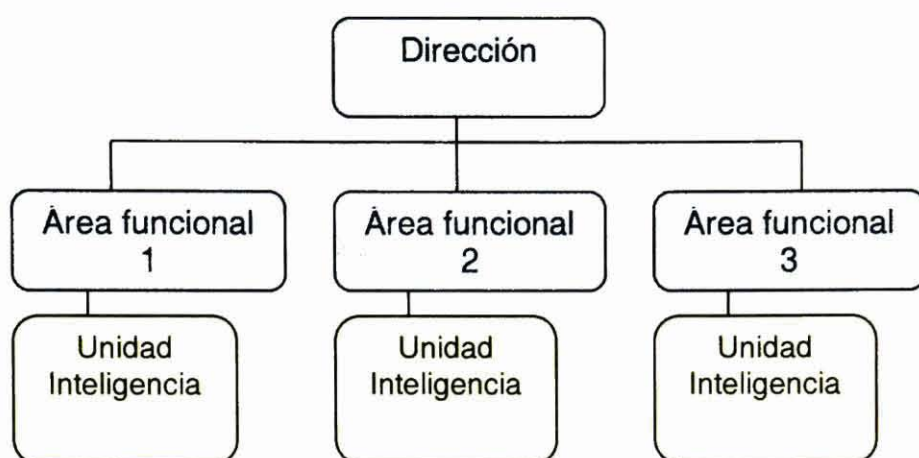 Dirección
Área funcional
1
Área funcional
2
Área funcional
3
Unidad
Inteligencia
Unidad
Inteligencia
Unidad
Inteligencia